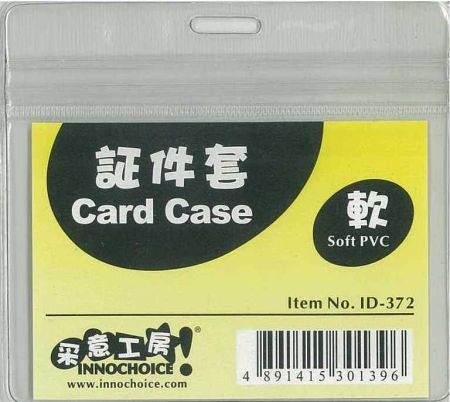 証件套
Card Case
軟
Soft PVC
Item No. ID-372
采意工房!®
INNOCHOICE
www.innochoice.com
4 891415 301396